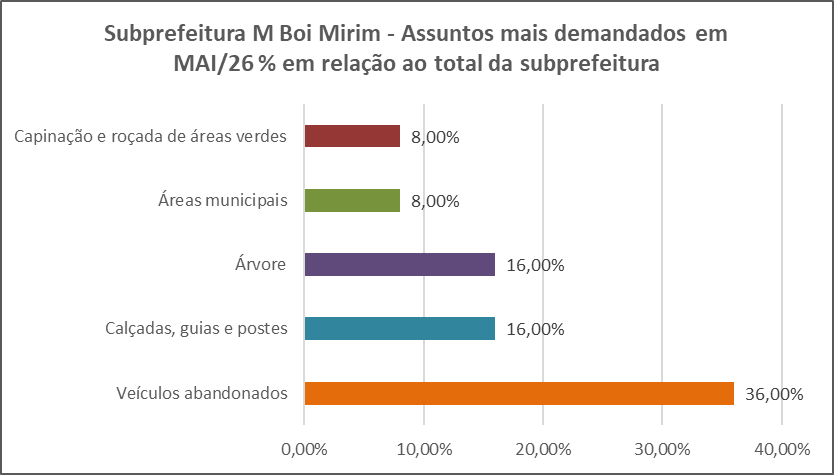 Subprefeitura M Boi Mirim - Assuntos mais demandados em
MAI/26 % em relação ao total da subprefeitura
Capinação e roçada de áreas verdes
8,00%
Áreas municipais
8,00%
Árvore
16,00%
Calçadas, guias e postes
16,00%
Veículos abandonados
36,00%
0,00%
10,00%
20,00%
30,00%
40,00%